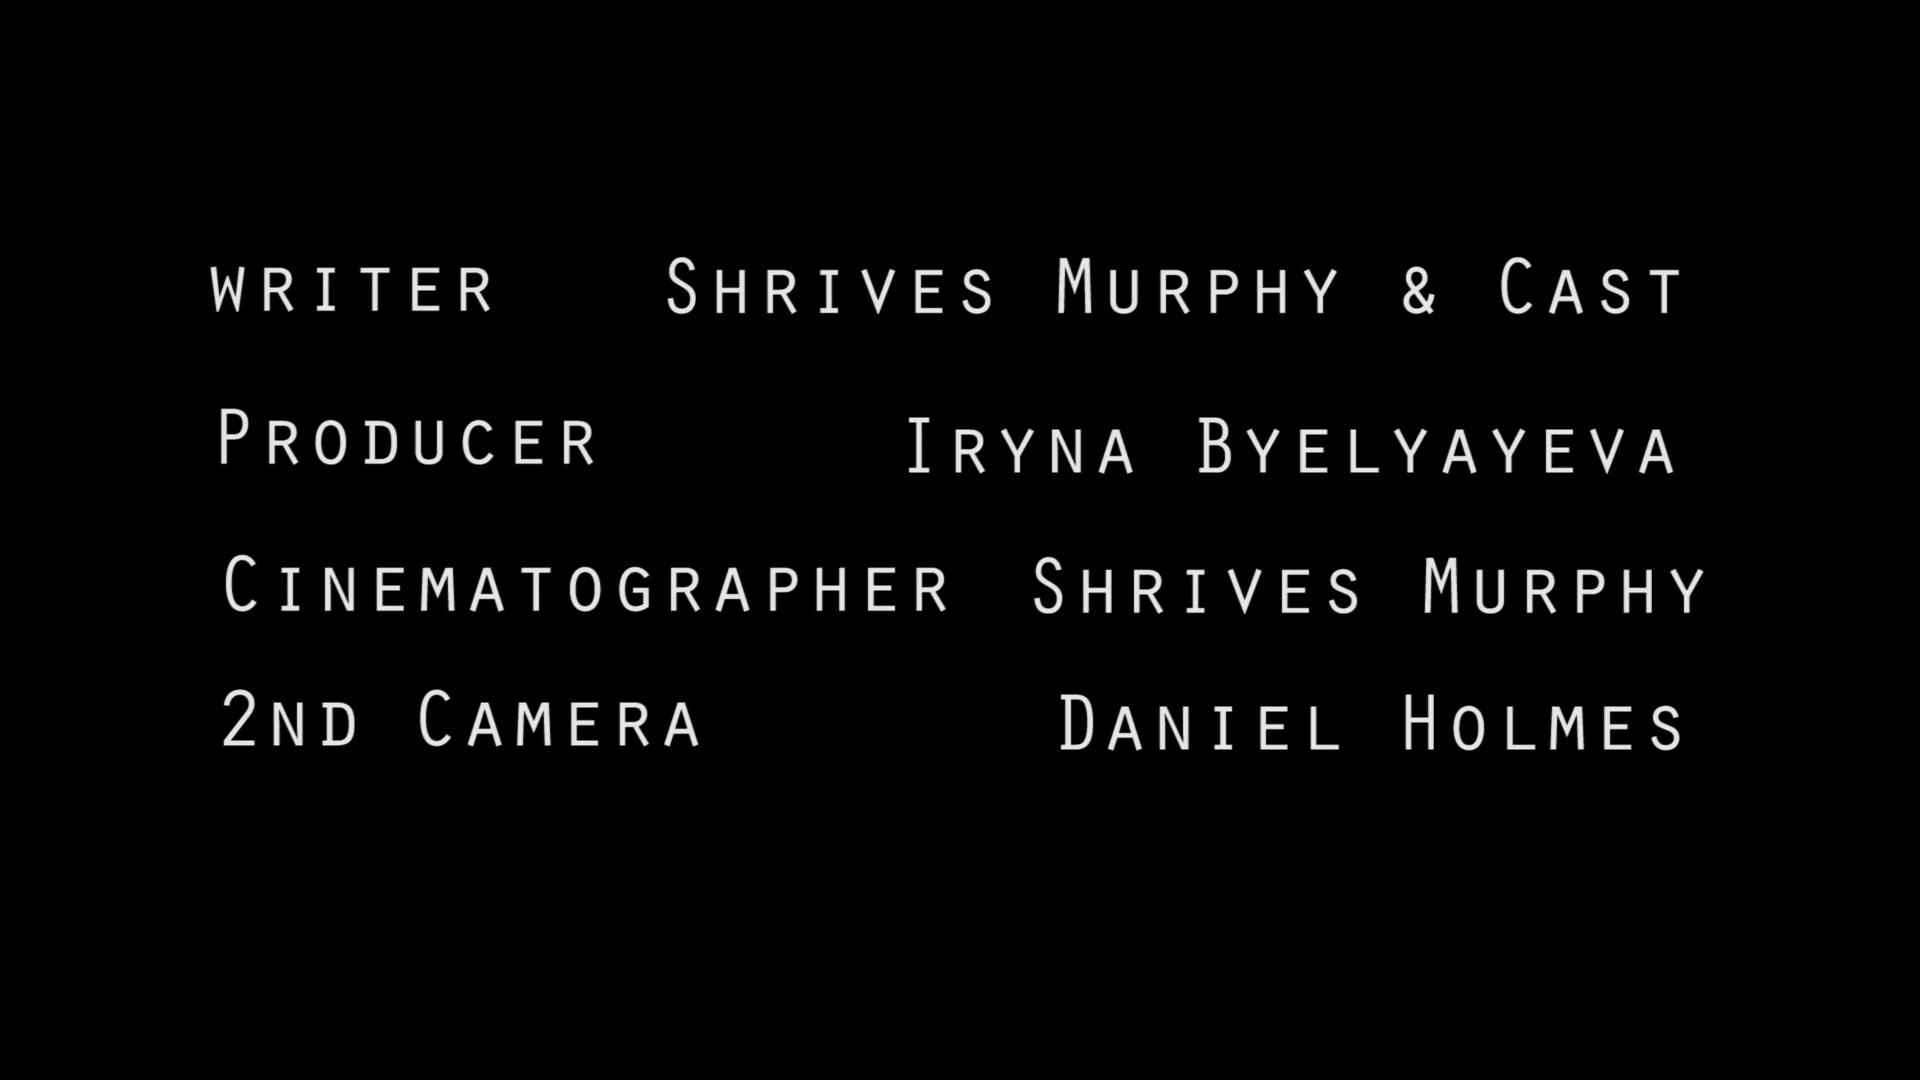 writer Shrives Murphy & Cast
Producer Iryna Byelyayeva
Cinematographer Shrives Murphy
2nd Camera Daniel Holmes